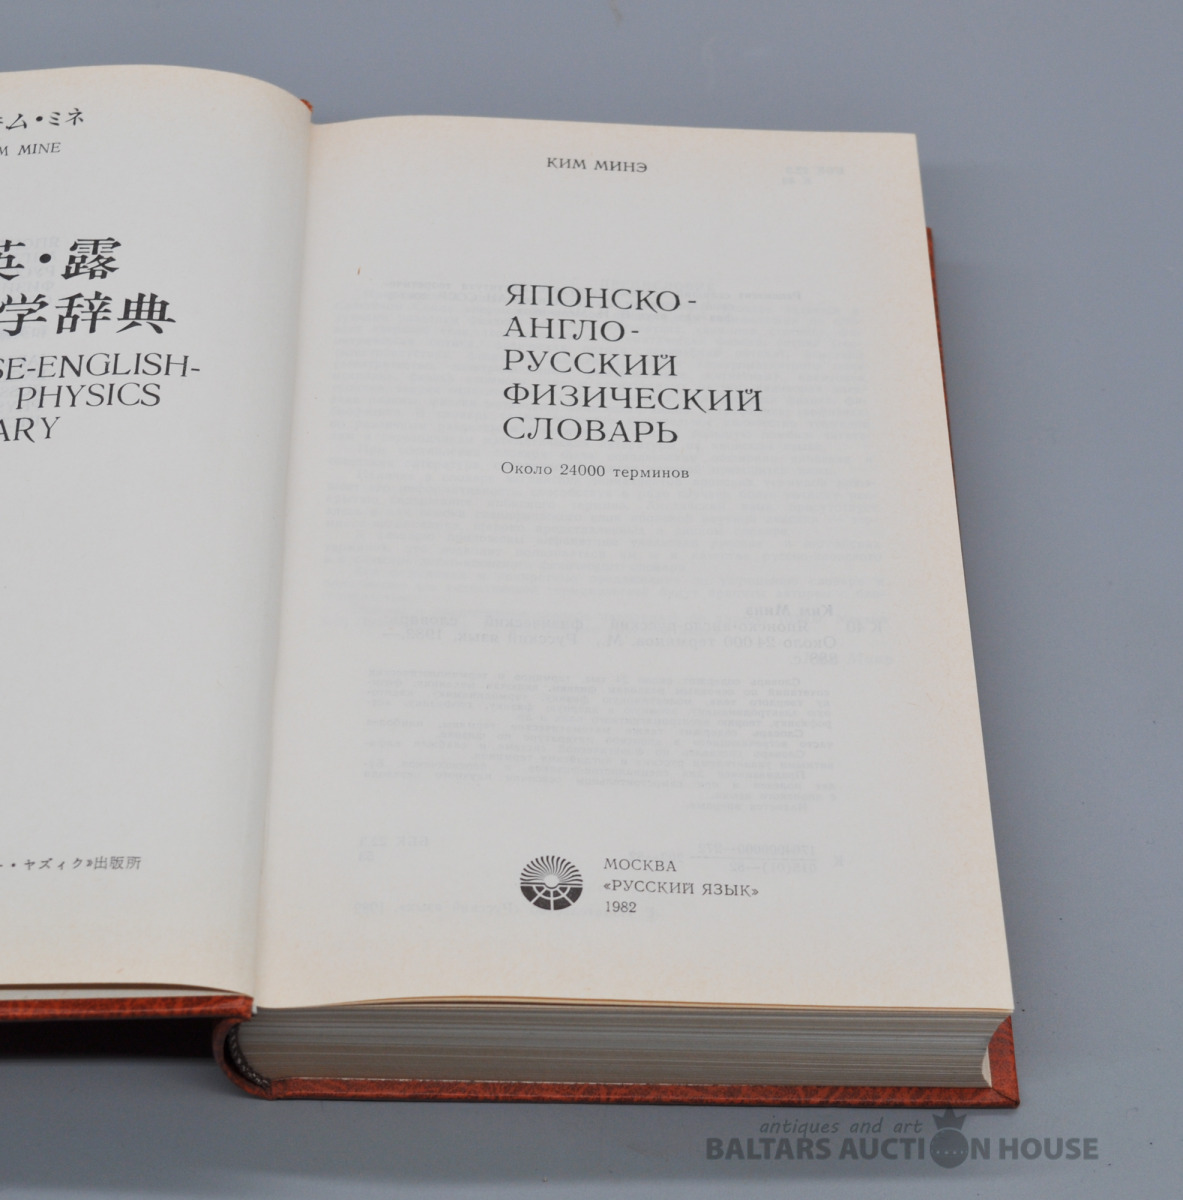 ム・ミネ
M MINE
英・露
学辞典
SE-ENGLISH-
PHYSICS
ARY
・ヤズィク》出版所
КИМ МИНЭ
ЯПОНСКО-
АНГЛО-
РУССКИЙ
ФИЗИЧЕСКИЙ
СЛОВАРЬ
Около 24000 терминов
МОСКВА
«РУССКИЙ ЯЗЫК»
1982
antiques and art
BALTARS AUCTION HOUSE